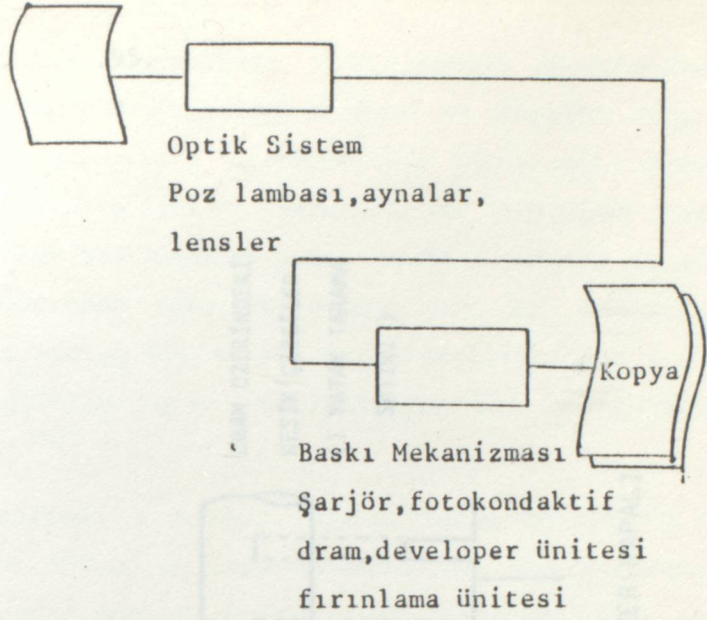 Optik Sistem
Poz lambası,aynalar,
lensler
Kopya
Baskı Mekanizması
Şarjör,fotokondaktif
dram,developer ünitesi
fırınlama ünitesi